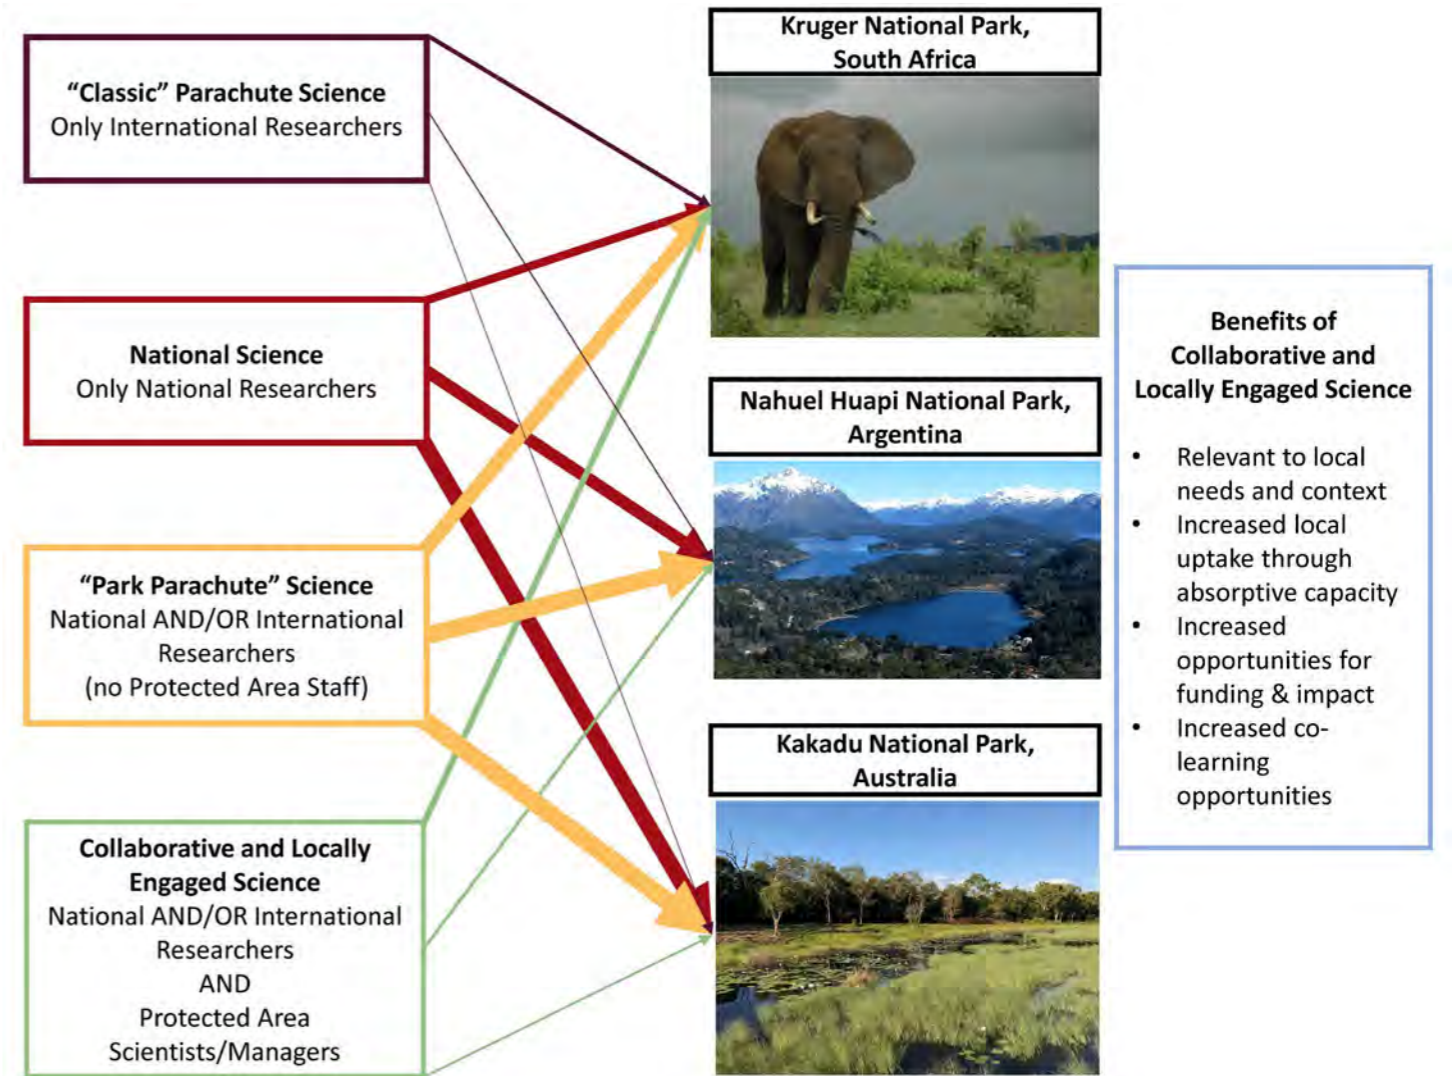 “Classic” Parachute Science
Only International Researchers
National Science
Only National Researchers
“Park Parachute” Science
National AND/OR International
Researchers
(no Protected Area Staff)
Collaborative and Locally
Engaged Science
National AND/OR International
Researchers
AND
Protected Area
Scientists/Managers
Kruger National Park,
South Africa
Nahuel Huapi National Park,
Argentina
Kakadu National Park,
Australia
Benefits of
Collaborative and
Locally Engaged Science
• Relevant to local
needs and context
• Increased local
uptake through
absorptive capacity
• Increased
opportunities for
funding & impact
• Increased co-
learning
opportunities